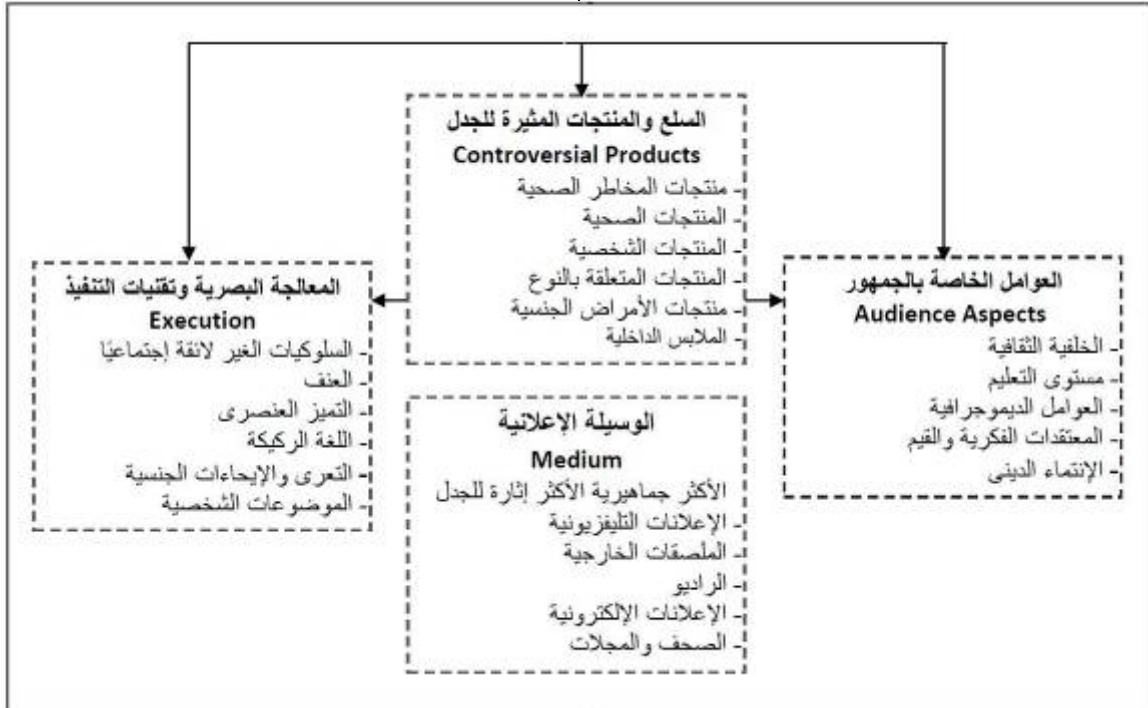 السلع والمنتجات المثيرة للجدل
Controversial Products
- منتجات المخاطر الصحية
- المنتجات الصحية
- المنتجات الشخصية
- المنتجات المتعلقة بالنوع
- منتجات الأمراض الجنسية
- الملابس الداخلية
العوامل الخاصة بالجمهور
Audience Aspects
- الخلفية الثقافية
- مستوى التعليم
- العوامل الديموجرافية
- المعتقدات الفكرية والقيم
- الإنتماء الدينى
المعالجة البصرية وتقنيات التنفيذ
Execution
- السلوكيات الغير لائقة إجتماعيًا
- العنف
- التميز العنصرى
- اللغة الركيكة
- التعرى والإيحاءات الجنسية
- الموضوعات الشخصية
الوسيلة الإعلانية
Medium
الأكثر جماهيرية الأكثر إثارة للجدل
- الإعلانات التليفزيونية
- الملصقات الخارجية
- الراديو
- الإعلانات الإلكترونية
- الصحف والمجلات